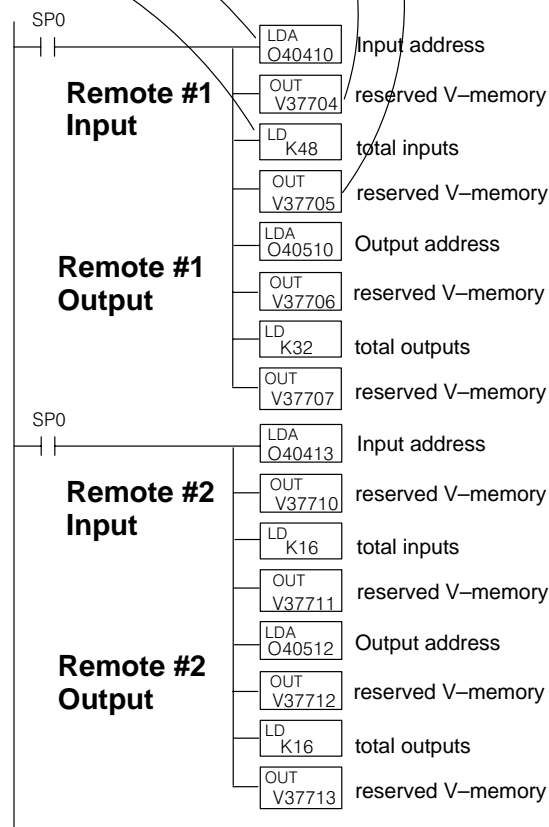 SP0
LDA
O40410 Input address
OUT
V37704 reserved V–memory
Remote #1
Input
LD
K48 total inputs
OUT
V37705 reserved V–memory
LDA
O40510 Output address
Remote #1
Output
OUT
V37706 reserved V–memory
LD
K32 total outputs
OUT
V37707 reserved V–memory
SP0
LDA
O40413 Input address
OUT
V37710 reserved V–memory
Remote #2
Input
LD
K16 total inputs
OUT
V37711 reserved V–memory
LDA
O40512 Output address
Remote #2
Output
OUT
V37712 reserved V–memory
LD
K16 total outputs
OUT
V37713 reserved V–memory